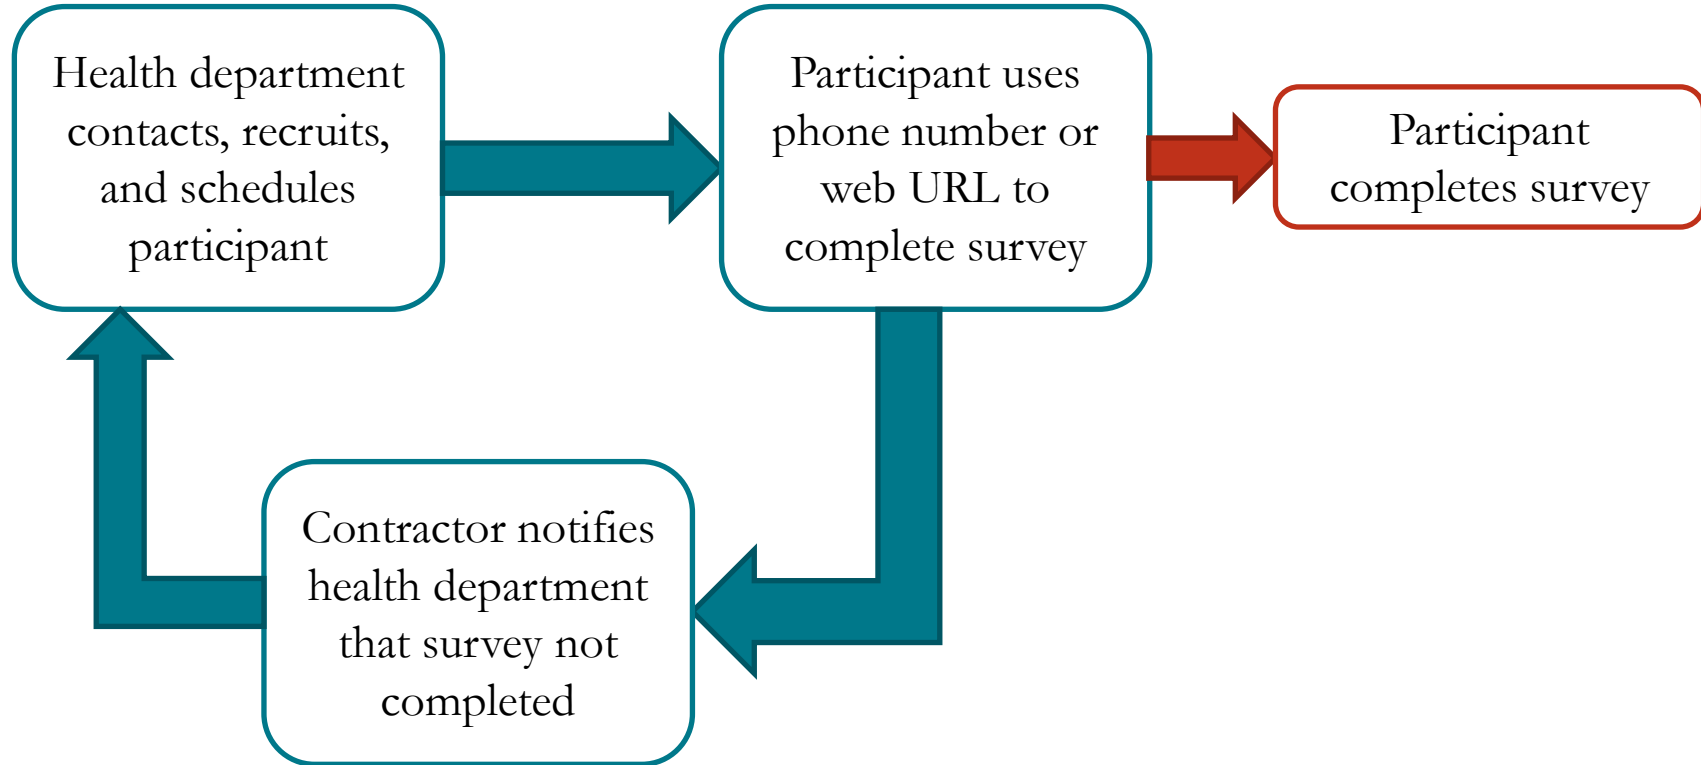 Health department
contacts, recruits,
and schedules
participant
Participant uses
phone number or
web URL to
complete survey
Participant
completes survey
Contractor notifies
health department
that survey not
completed